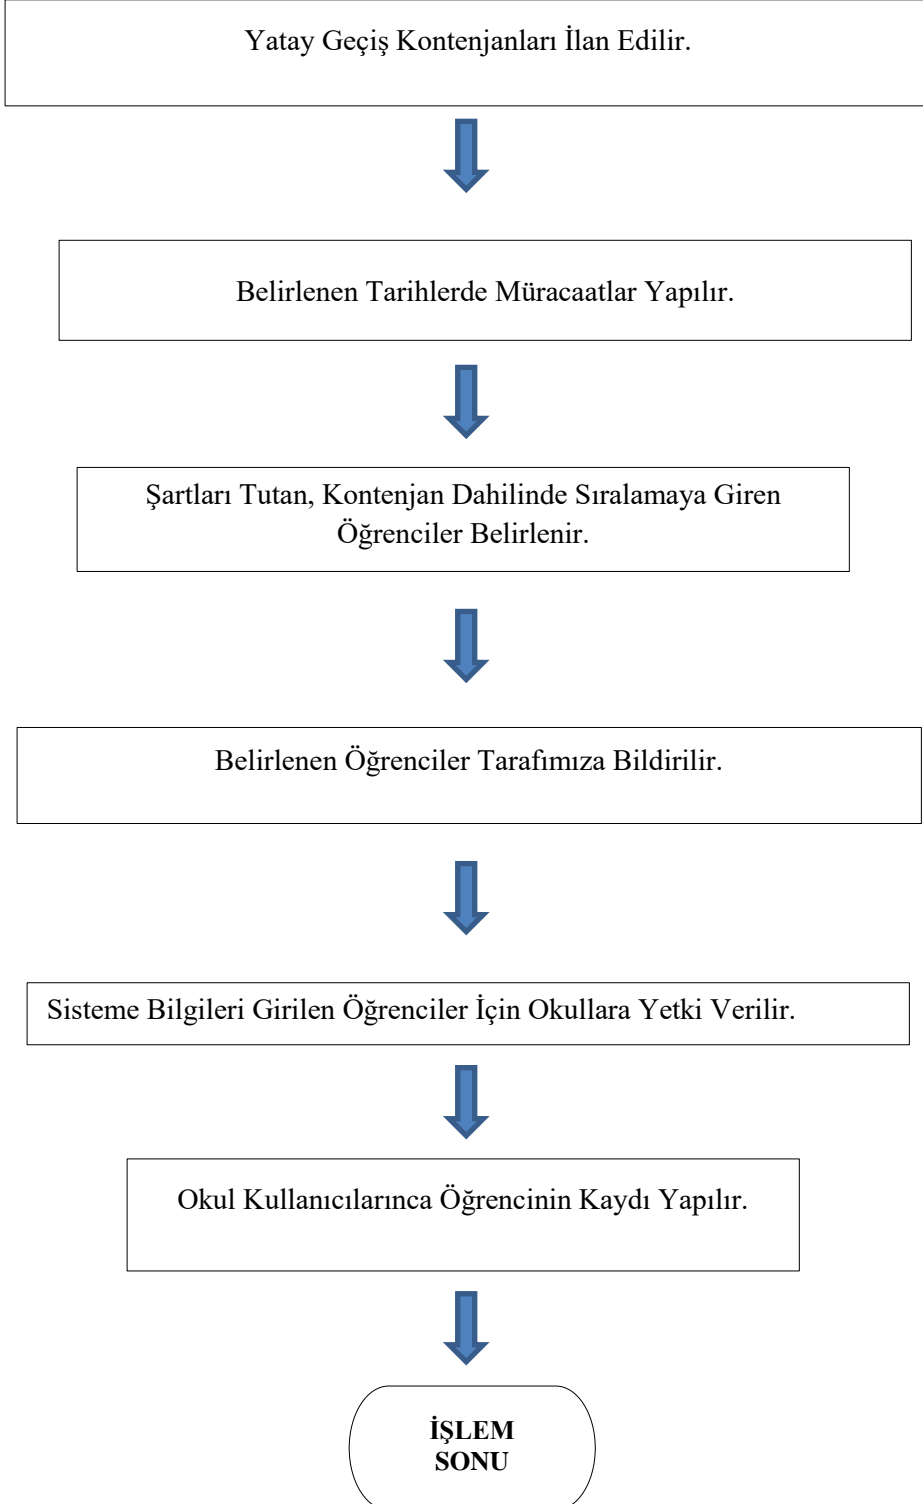 Yatay Geçiş Kontenjanları İlan Edilir.
Belirlenen Tarihlerde Müracaatlar Yapılır.
Şartları Tutan, Kontenjan Dahilinde Sıralamaya Giren
Öğrenciler Belirlenir.
Belirlenen Öğrenciler Tarafımıza Bildirilir.
Sisteme Bilgileri Girilen Öğrenciler İçin Okullara Yetki Verilir.
Okul Kullanıcılarınca Öğrencinin Kaydı Yapılır.
İŞLEM
SONU